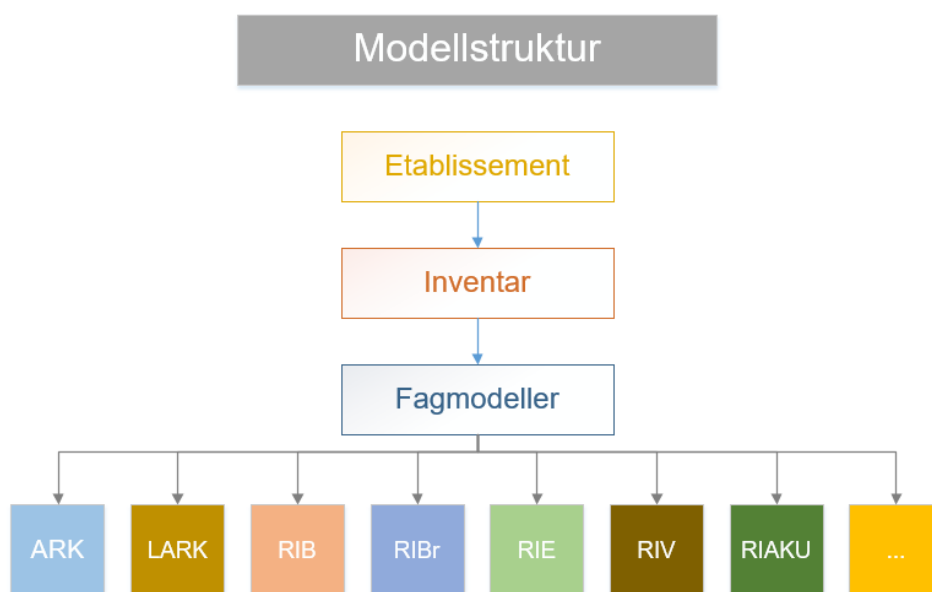 Modellstruktur
Etablissement
Inventar
Fagmodeller
ARK LARK RIB RIBr RIE RIV RIAKU ...